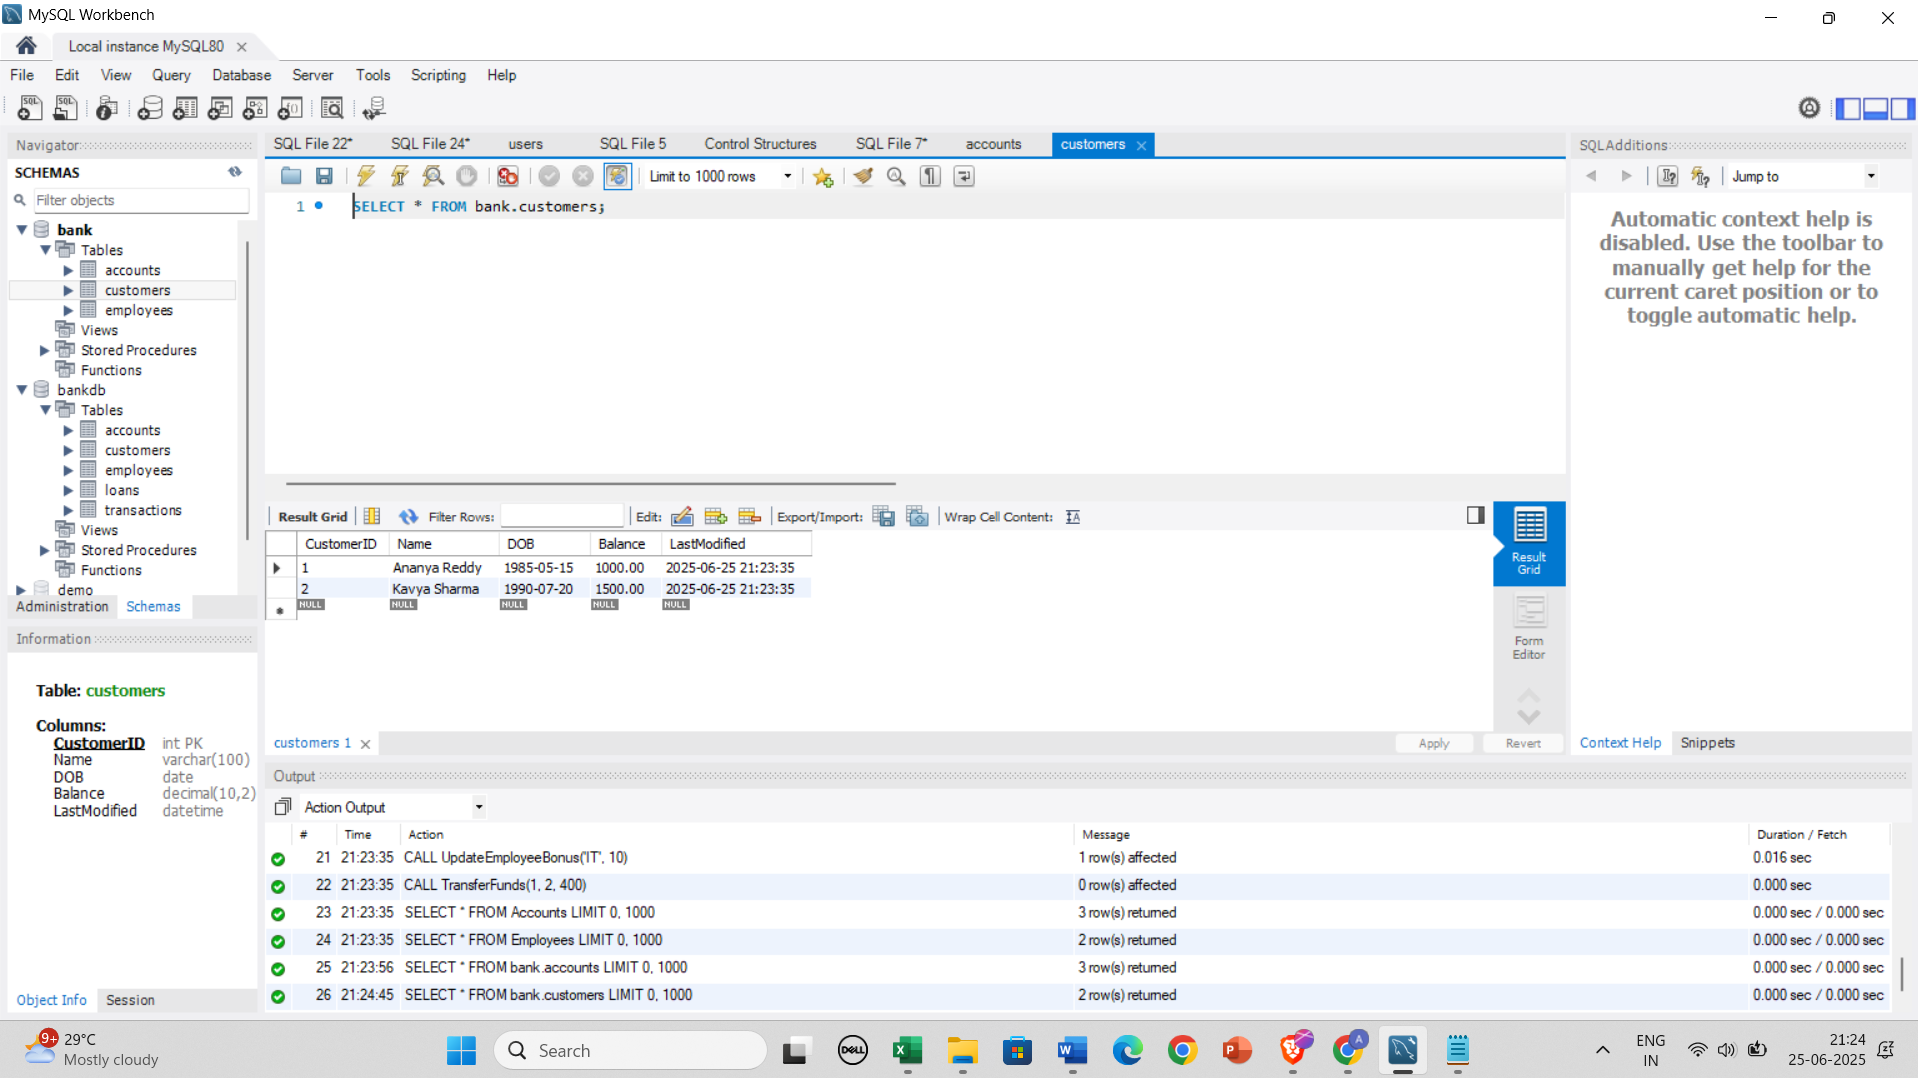 MySQL Workbench
Local instance MySQL80
File Edit View Query Database Server Tools Scripting Help
Navigator
SCHEMAS
Filter objects
bank
Tables
accounts
customers
employees
Views
Stored Procedures
Functions
bankdb
Tables
accounts
customers
employees
loans
transactions
Views
Stored Procedures
Functions
demo
Administration Schemas
Information
Table: customers
Columns:
CustomerID int PK
Name varchar(100)
DOB date
Balance decimal(10,2)
LastModified datetime
Object Info Session
SQL File 22* SQL File 24* users SQL File 5 Control Structures SQL File 7* accounts customers
Limit to 1000 rows
1 SELECT * FROM bank.customers;
Result Grid Filter Rows: Edit: Export/Import: Wrap Cell Content:
CustomerID Name DOB Balance LastModified
1 Ananya Reddy 1985-05-15 1000.00 2025-06-25 21:23:35
2 Kavya Sharma 1990-07-20 1500.00 2025-06-25 21:23:35
NULL NULL NULL NULL NULL
Result
Grid
Form
Editor
customers 1
Apply Revert
SQLAdditions
Jump to
Automatic context help is
disabled. Use the toolbar to
manually get help for the
current caret position or to
toggle automatic help.
Context Help Snippets
Output
Action Output
# Time Action Message Duration / Fetch
21 21:23:35 CALL UpdateEmployeeBonus('IT', 10) 1 row(s) affected 0.016 sec
22 21:23:35 CALL TransferFunds(1, 2, 400) 0 row(s) affected 0.000 sec
23 21:23:35 SELECT * FROM Accounts LIMIT 0, 1000 3 row(s) returned 0.000 sec / 0.000 sec
24 21:23:35 SELECT * FROM Employees LIMIT 0, 1000 2 row(s) returned 0.000 sec / 0.000 sec
25 21:23:56 SELECT * FROM bank.accounts LIMIT 0, 1000 3 row(s) returned 0.000 sec / 0.000 sec
26 21:24:45 SELECT * FROM bank.customers LIMIT 0, 1000 2 row(s) returned 0.000 sec / 0.000 sec
9+
29°C
Mostly cloudy
Search
DELL
ENG
IN
21:24
25-06-2025